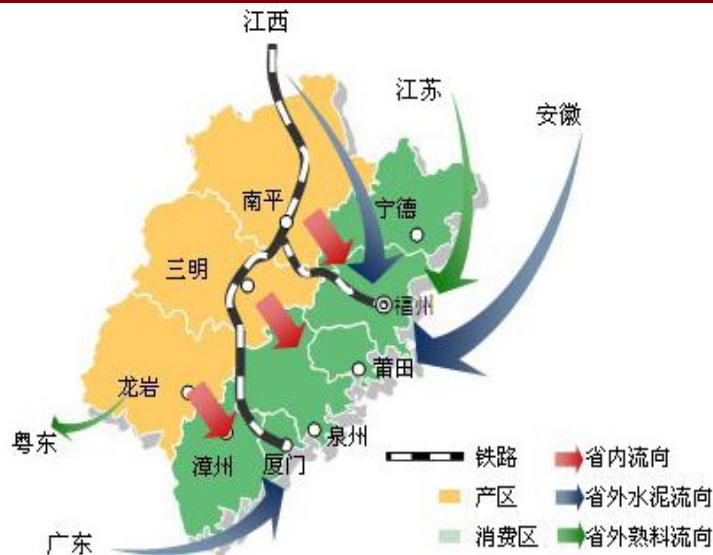 江西
江苏
安徽
南平
宁德
三明
福州
龙岩
莆田
粤东
泉州
漳州
厦门
广东
铁路
省内流向
产区
省外水泥流向
消费区
省外熟料流向